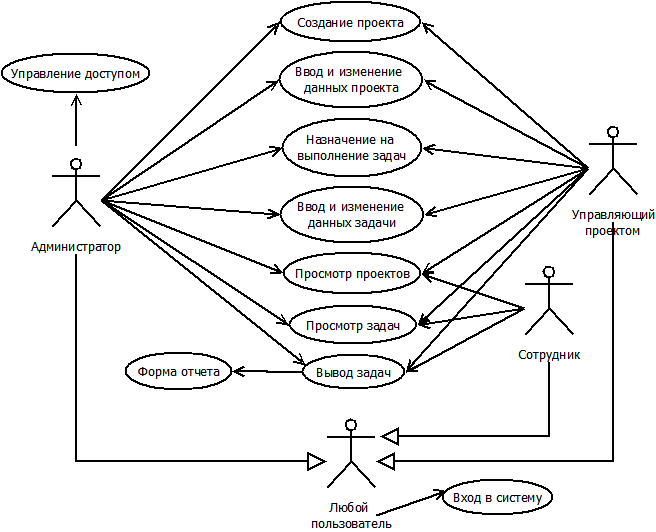 Создание проекта
Управление доступом
Ввод и изменение
данных проекта
Назначение на
выполнение задач
Управляющий
проектом
Ввод и изменение
данных задачи
Администратор
Просмотр проектов
Просмотр задач
Сотрудник
Форма отчета
Вывод задач
Любой
пользователь
Вход в систему